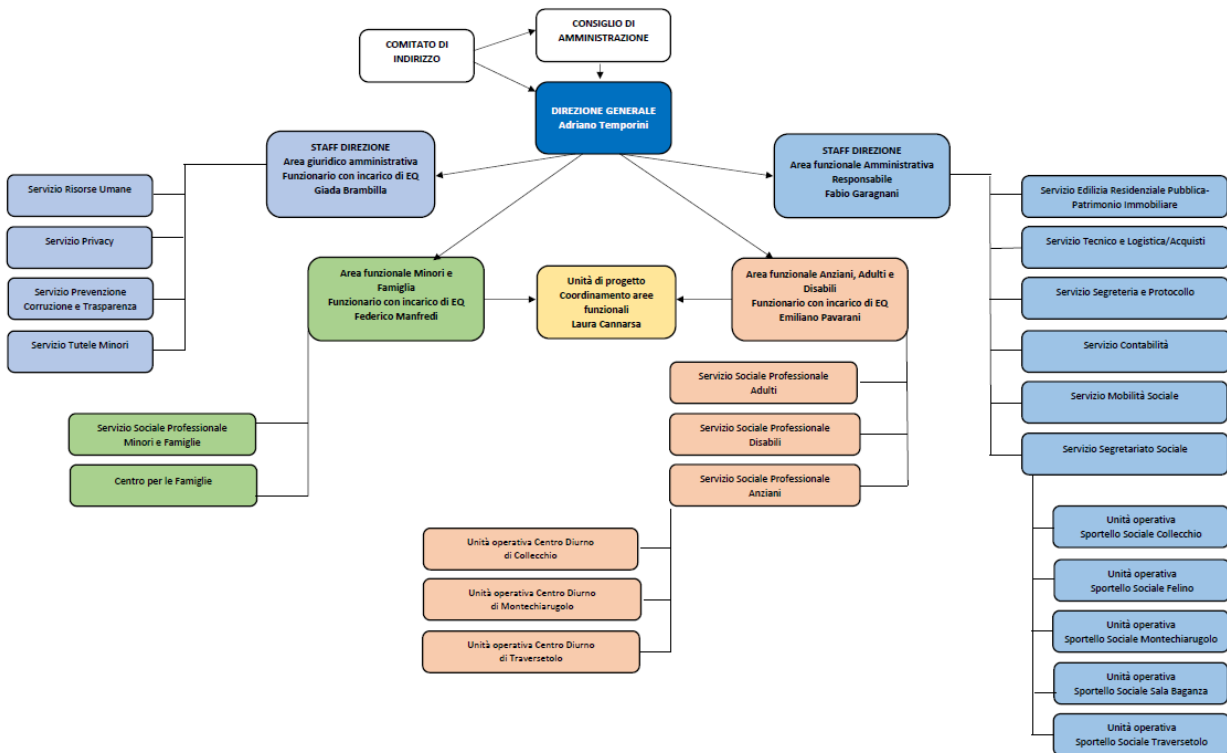 CONSIGLIO DI
AMMINISTRAZIONE
COMITATO DI
INDIRIZZO
DIREZIONE GENERALE
Adriano Temporini
STAFF DIREZIONE
Area giuridico amministrativa
Funzionario con incarico di EQ
Giada Brambilla
STAFF DIREZIONE
Area funzionale Amministrativa
Responsabile
Fabio Garagnani
Servizio Risorse Umane
Servizio Privacy
Servizio Prevenzione
Corruzione e Trasparenza
Servizio Tutele Minori
Servizio Edilizia Residenziale Pubblica-
Patrimonio Immobiliare
Servizio Tecnico e Logistica/Acquisti
Servizio Segreteria e Protocollo
Servizio Contabilità
Servizio Mobilità Sociale
Servizio Segretariato Sociale
Area funzionale Minori e
Famiglia
Funzionario con incarico di EQ
Federico Manfredi
Unità di progetto
Coordinamento aree
funzionali
Laura Cannarsa
Area funzionale Anziani, Adulti e
Disabili
Funzionario con incarico di EQ
Emiliano Pavarani
Servizio Sociale Professionale
Minori e Famiglie
Centro per le Famiglie
Servizio Sociale Professionale
Adulti
Servizio Sociale Professionale
Disabili
Servizio Sociale Professionale
Anziani
Unità operativa Centro Diurno
di Collecchio
Unità operativa Centro Diurno
di Montechiarugolo
Unità operativa Centro Diurno
di Traversetolo
Unità operativa
Sportello Sociale Collecchio
Unità operativa
Sportello Sociale Felino
Unità operativa
Sportello Sociale Montechiarugolo
Unità operativa
Sportello Sociale Sala Baganza
Unità operativa
Sportello Sociale Traversetolo